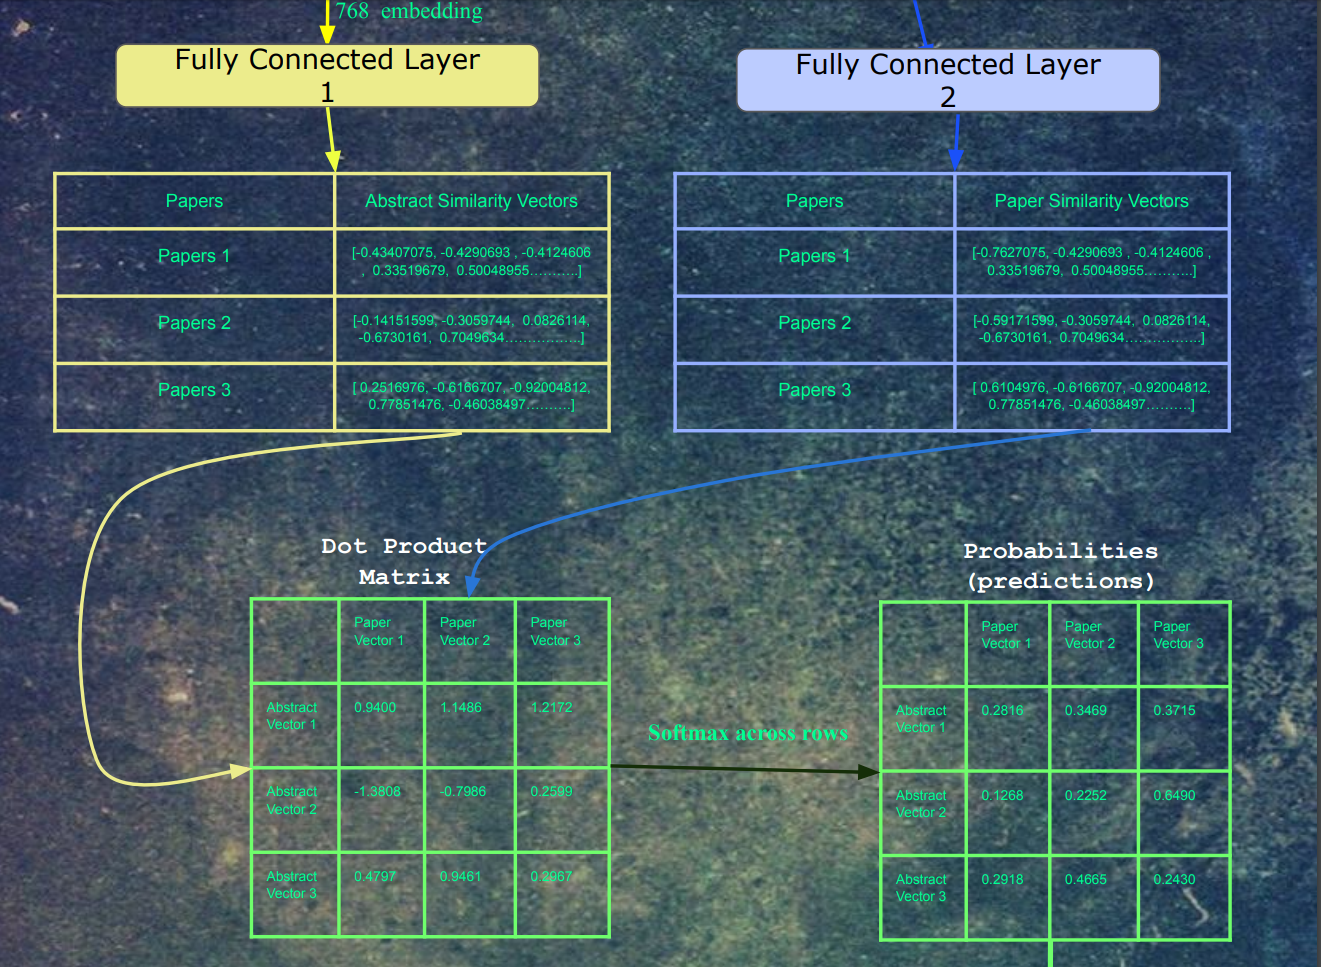 768 embedding
Fully Connected Layer
1
Fully Connected Layer
2
Papers
Abstract Similarity Vectors
Papers 1
[-0.43407075, -0.4290693 , -0.4124606
, 0.33519679, 0.50048955………..]
Papers 2
[-0.14151599, -0.3059744, 0.0826114,
-0.6730161, 0.7049634……………..]
Papers 3
[ 0.2516976, -0.6166707, -0.92004812,
0.77851476, -0.46038497……….]
Papers
Paper Similarity Vectors
Papers 1
[-0.7627075, -0.4290693 , -0.4124606 ,
0.33519679, 0.50048955………..]
Papers 2
[-0.59171599, -0.3059744, 0.0826114,
-0.6730161, 0.7049634……………..]
Papers 3
[ 0.6104976, -0.6166707, -0.92004812,
0.77851476, -0.46038497……….]
Dot Product
Matrix
Paper
Vector 1
Paper
Vector 2
Paper
Vector 3
Abstract
Vector 1
0.9400
1.1486
1.2172
Abstract
Vector 2
-1.3808
-0.7986
0.2599
Abstract
Vector 3
0.4797
0.9461
0.2967
Softmax across rows
Probabilities
(predictions)
Paper
Vector 1
Paper
Vector 2
Paper
Vector 3
Abstract
Vector 1
0.2816
0.3469
0.3715
Abstract
Vector 2
0.1268
0.2252
0.6490
Abstract
Vector 3
0.2918
0.4665
0.2430